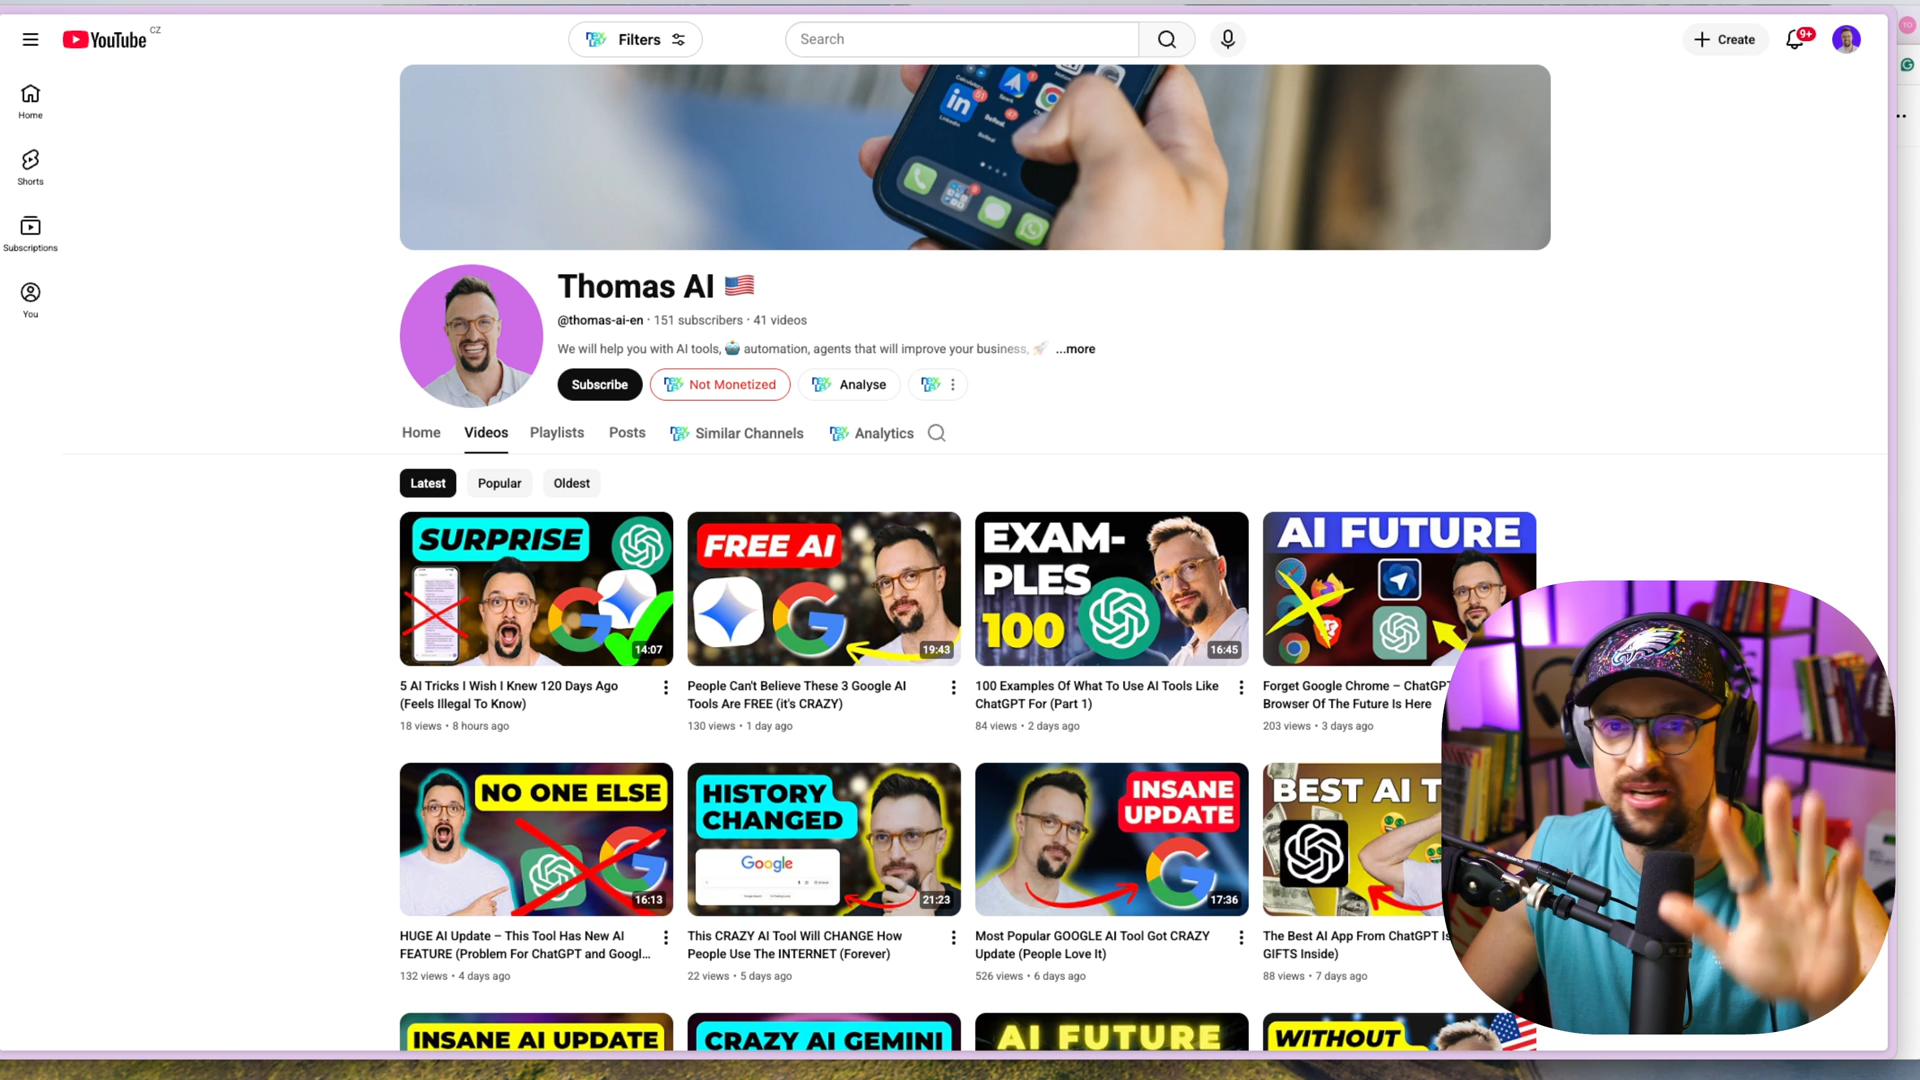 YouTube CZ
Filters
Search
Create
9+
Home
Shorts
Subscriptions
You
LinkedIn
BeReal
Thomas AI
@thomas-ai-en · 151 subscribers · 41 videos
We will help you with AI tools, automation, agents that will improve your business, ...more
Subscribe
Not Monetized
Analyse
Home
Videos
Playlists
Posts
Similar Channels
Analytics
Latest
Popular
Oldest
SURPRISE
14:07
FREE AI
19:43
EXAM-
PLES
100
16:45
AI FUTURE
5 AI Tricks I Wish I Knew 120 Days Ago
(Feels Illegal To Know)
18 views • 8 hours ago
People Can't Believe These 3 Google AI
Tools Are FREE (it's CRAZY)
130 views • 1 day ago
100 Examples Of What To Use AI Tools Like
ChatGPT For (Part 1)
84 views • 2 days ago
Forget Google Chrome – ChatGPT
Browser Of The Future Is Here
203 views • 3 days ago
NO ONE ELSE
16:13
HISTORY
CHANGED
Google
21:23
INSANE
UPDATE
17:36
BEST AI T
HUGE AI Update – This Tool Has New AI
FEATURE (Problem For ChatGPT and Googl...
132 views • 4 days ago
This CRAZY AI Tool Will CHANGE How
People Use The INTERNET (Forever)
22 views • 5 days ago
Most Popular GOOGLE AI Tool Got CRAZY
Update (People Love It)
526 views • 6 days ago
The Best AI App From ChatGPT Is
GIFTS Inside)
88 views • 7 days ago
INSANE AI UPDATE
CRAZY AI GEMINI
AI FUTURE
WITHOUT